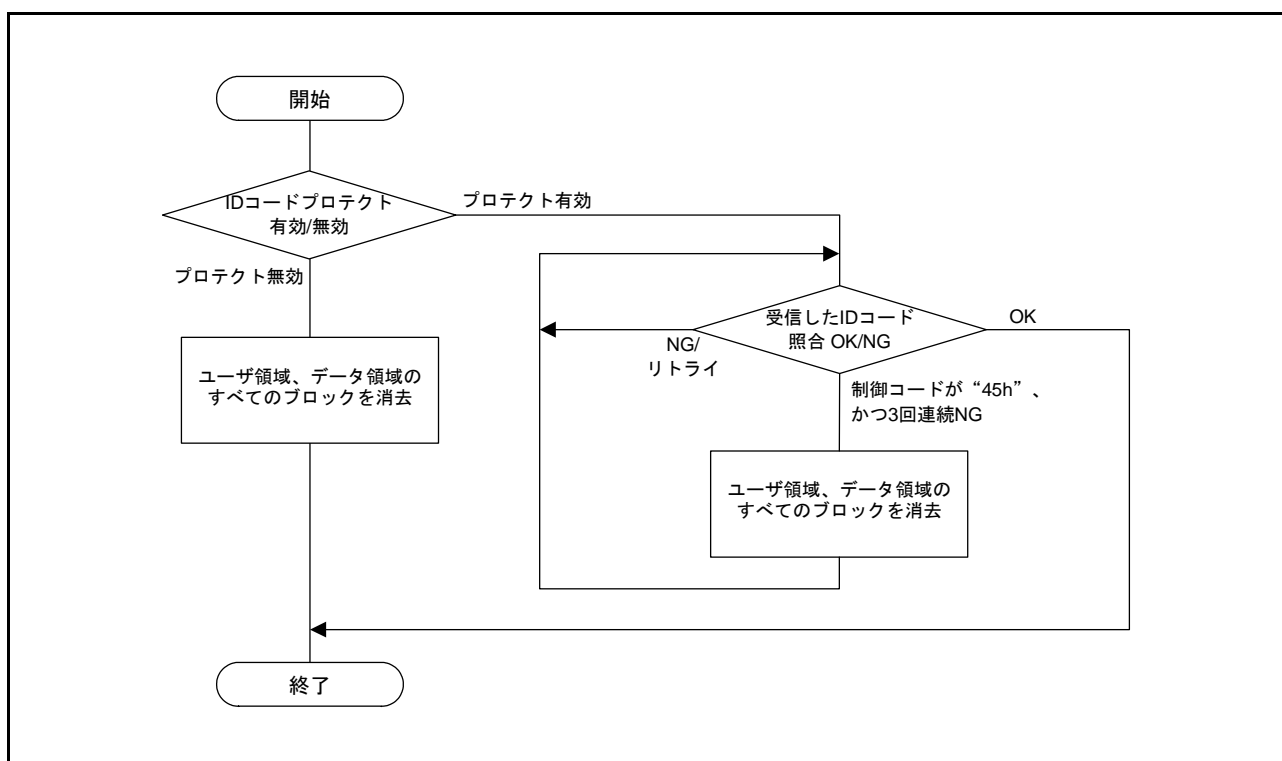 開始
IDコードプロテクト
有効/無効
プロテクト有効
プロテクト無効
受信したIDコード
照合 OK/NG
OK
NG/
リトライ
制御コードが“45h”、
かつ3回連続NG
ユーザ領域、データ領域の
すべてのブロックを消去
ユーザ領域、データ領域の
すべてのブロックを消去
終了